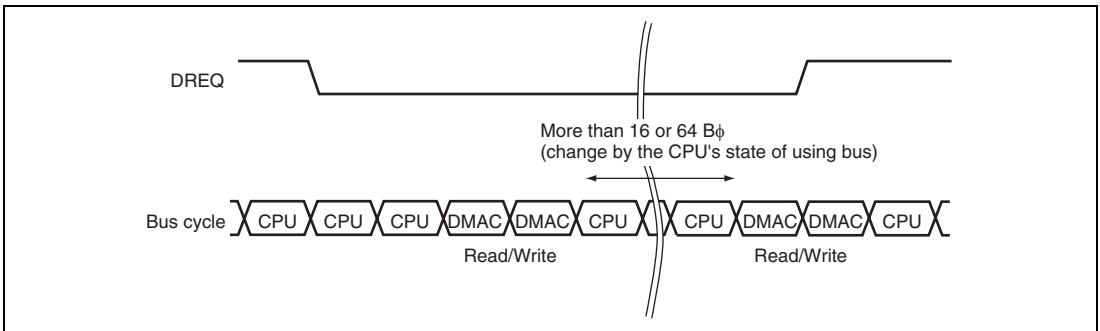 DREQ
More than 16 or 64 Bϕ
(change by the CPU's state of using bus)
Bus cycle CPU CPU CPU DMAC DMAC CPU CPU DMAC DMAC CPU
Read/Write Read/Write